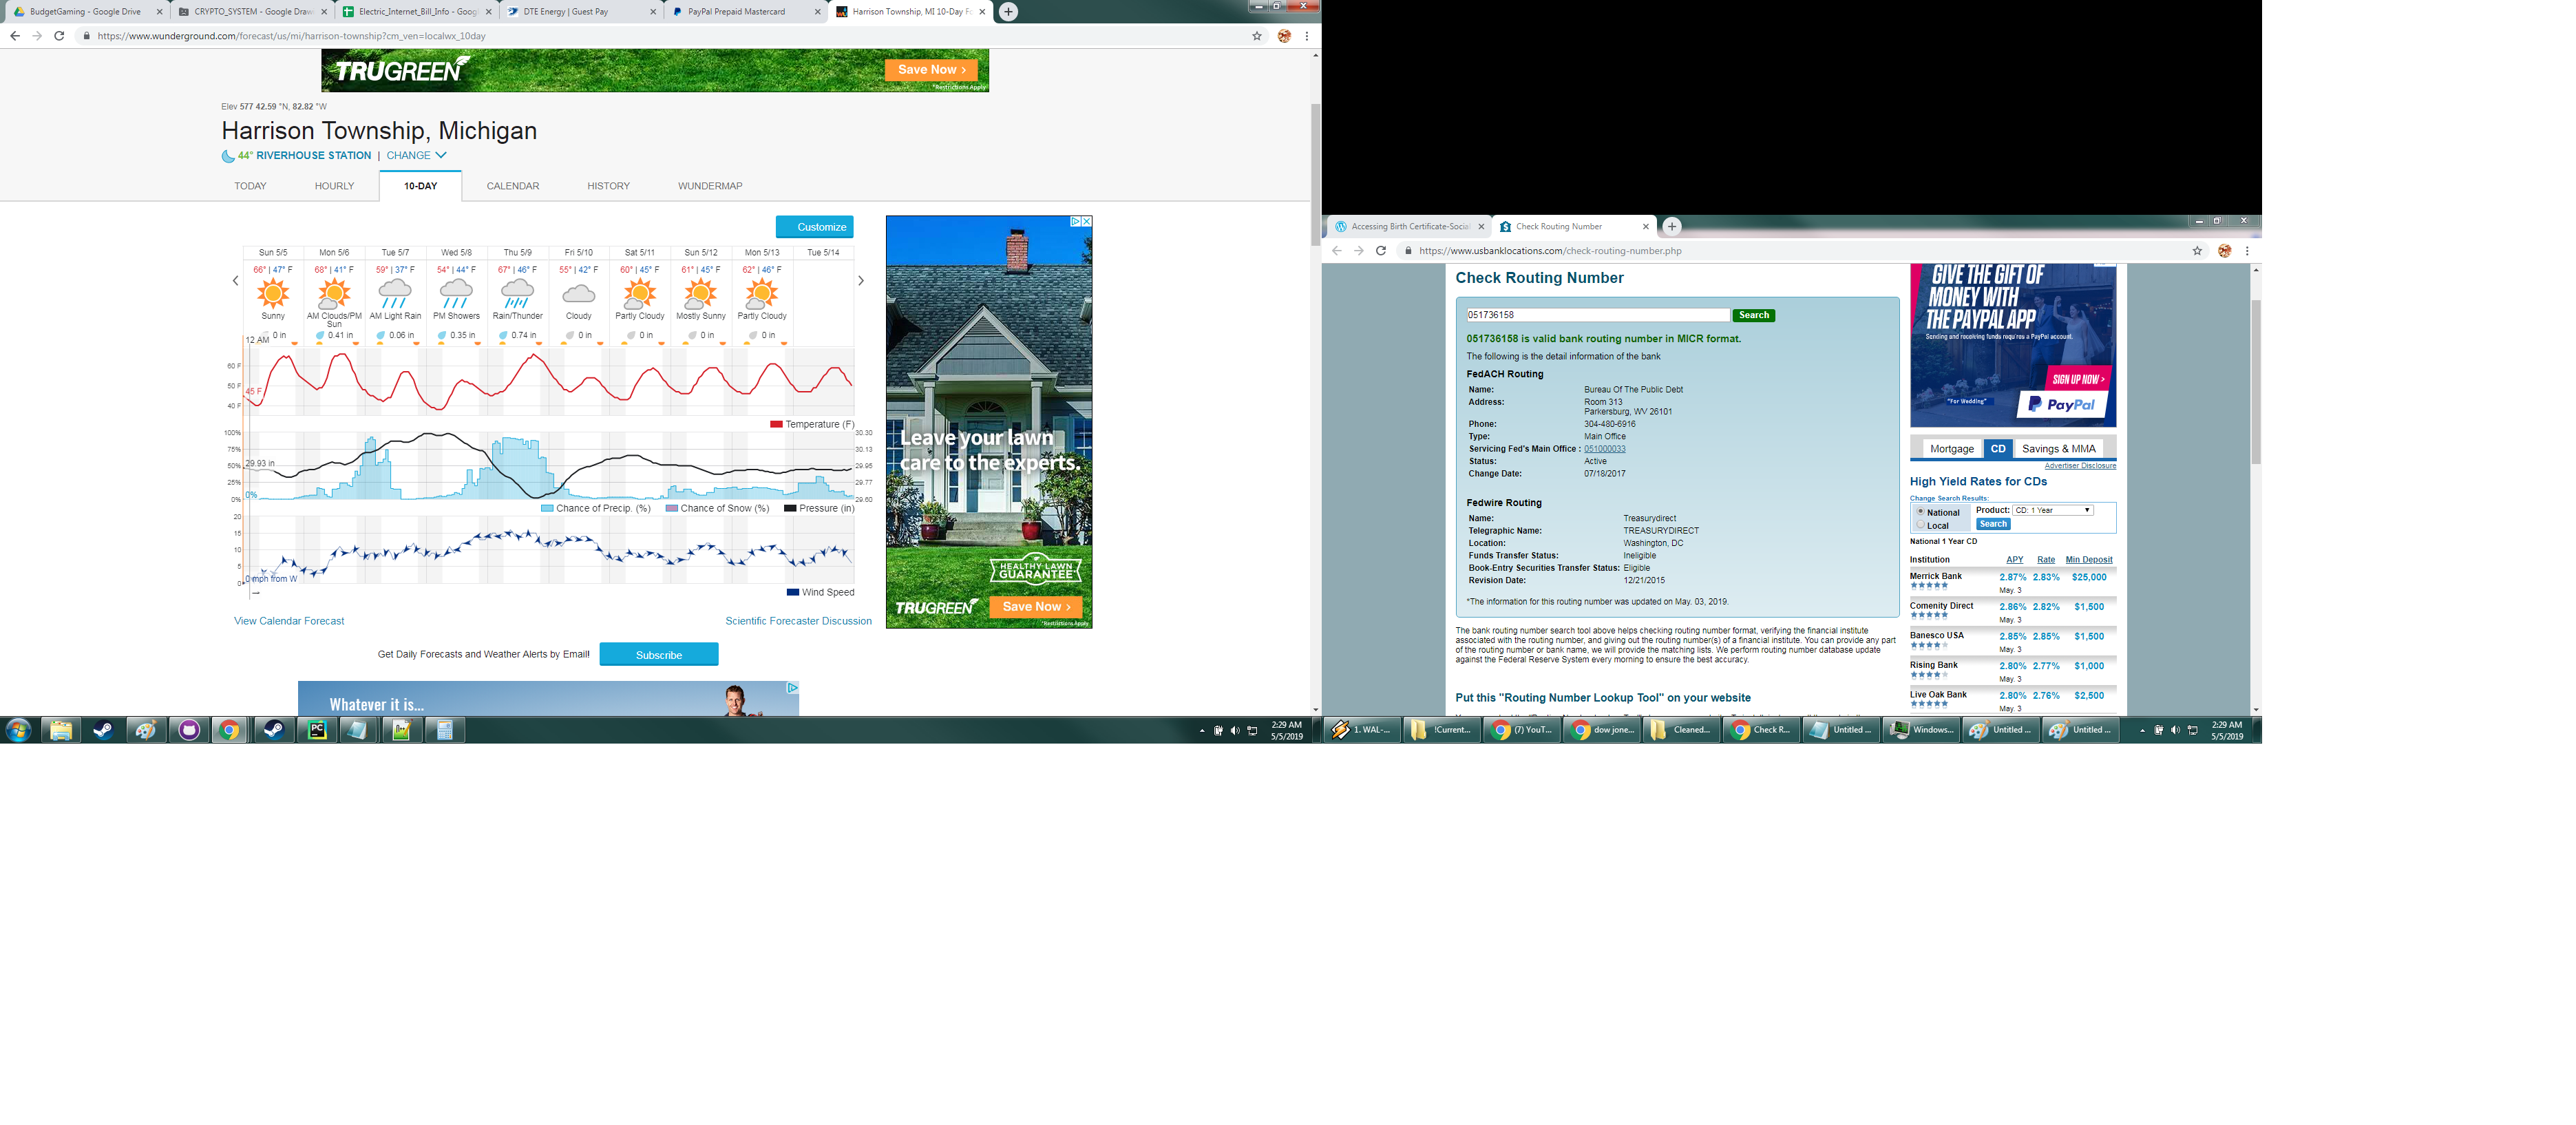 BudgetGaming - Google Drive
CRYPTO_SYSTEM - Google Draw
Electric_Internet_Bill_Info - Goog
DTE Energy | Guest Pay
PayPal Prepaid Mastercard
Harrison Township, MI 10-Day Fo
https://www.wunderground.com/forecast/us/mi/harrison-township?cm_ven=localwx_10day
TRUGREEN
Save Now >
*Restrictions Apply
Elev 577 42.59 °N, 82.82 °W
Harrison Township, Michigan
44° RIVERHOUSE STATION | CHANGE
TODAY HOURLY 10-DAY CALENDAR HISTORY WUNDERMAP
Customize
Sun 5/5 Mon 5/6 Tue 5/7 Wed 5/8 Thu 5/9 Fri 5/10 Sat 5/11 Sun 5/12 Mon 5/13 Tue 5/14
66° | 47° F 68° | 41° F 59° | 37° F 54° | 44° F 67° | 46° F 55° | 42° F 60° | 45° F 61° | 45° F 62° | 46° F
Sunny AM Clouds/PM Sun AM Light Rain PM Showers Rain/Thunder Cloudy Partly Cloudy Mostly Sunny Partly Cloudy
0 in 0.41 in 0.06 in 0.35 in 0.74 in 0 in 0 in 0 in 0 in
12 AM
60 F
50 F
45 F
40 F
Temperature (F)
100% 30.30
75% 30.13
50% 29.93 in 29.95
25% 29.77
0% 0% 29.60
Chance of Precip. (%) Chance of Snow (%) Pressure (in)
20
15
10
5
0 0 mph from W
Wind Speed
View Calendar Forecast Scientific Forecaster Discussion
Get Daily Forecasts and Weather Alerts by Email! Subscribe
Whatever it is...
Leave your lawn
care to the experts.
HEALTHY LAWN
GUARANTEE
TRUGREEN Save Now >
*Restrictions Apply
2:29 AM
5/5/2019
Accessing Birth Certificate-Social
Check Routing Number
https://www.usbanklocations.com/check-routing-number.php
Check Routing Number
051736158 Search
051736158 is valid bank routing number in MICR format.
The following is the detail information of the bank
FedACH Routing
Name: Bureau Of The Public Debt
Address: Room 313
Parkersburg, WV 26101
Phone: 304-480-6916
Type: Main Office
Servicing Fed's Main Office : 051000033
Status: Active
Change Date: 07/18/2017
Fedwire Routing
Name: Treasurydirect
Telegraphic Name: TREASURYDIRECT
Location: Washington, DC
Funds Transfer Status: Ineligible
Book-Entry Securities Transfer Status: Eligible
Revision Date: 12/21/2015
*The information for this routing number was updated on May. 03, 2019.
The bank routing number search tool above helps checking routing number format, verifying the financial institute
associated with the routing number, and giving out the routing number(s) of a financial institute. You can provide any part
of the routing number or bank name, we will provide the matching lists. We perform routing number database update
against the Federal Reserve System every morning to ensure the best accuracy.
Put this "Routing Number Lookup Tool" on your website
GIVE THE GIFT OF
MONEY WITH
THE PAYPAL APP
Sending and receiving funds requires a PayPal account.
SIGN UP NOW >
"For Wedding"
PayPal
Mortgage CD Savings & MMA
Advertiser Disclosure
High Yield Rates for CDs
Change Search Results:
National Product: CD: 1 Year
Local Search
National 1 Year CD
Institution APY Rate Min Deposit
Merrick Bank 2.87% 2.83% $25,000
May. 3
Comenity Direct 2.86% 2.82% $1,500
May. 3
Banesco USA 2.85% 2.85% $1,500
May. 3
Rising Bank 2.80% 2.77% $1,000
May. 3
Live Oak Bank 2.80% 2.76% $2,500
May. 3
1. WAL-...
!Current...
(7) YouT...
dow jone...
Cleaned...
Check R...
Untitled ...
Windows...
Untitled ...
Untitled ...
2:29 AM
5/5/2019